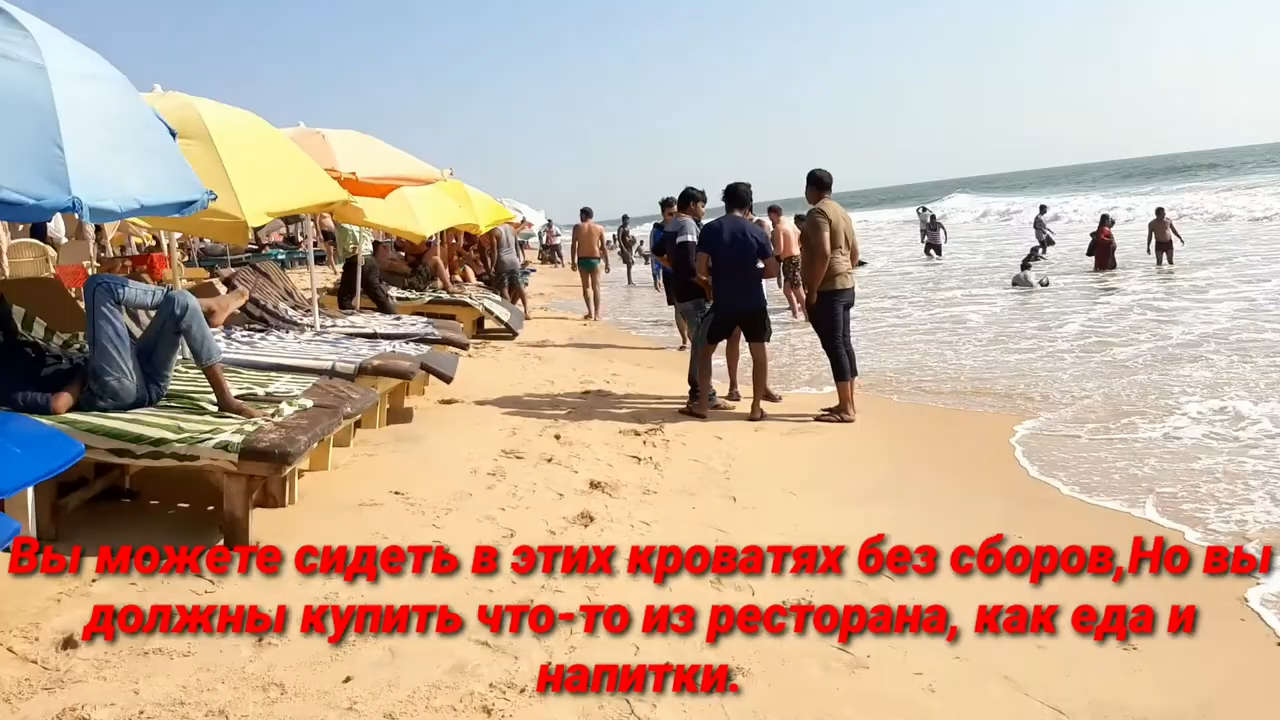 Вы можете сидеть в этих кроватях без сборов,Но вы
должны купить что-то из ресторана, как еда и
напитки.